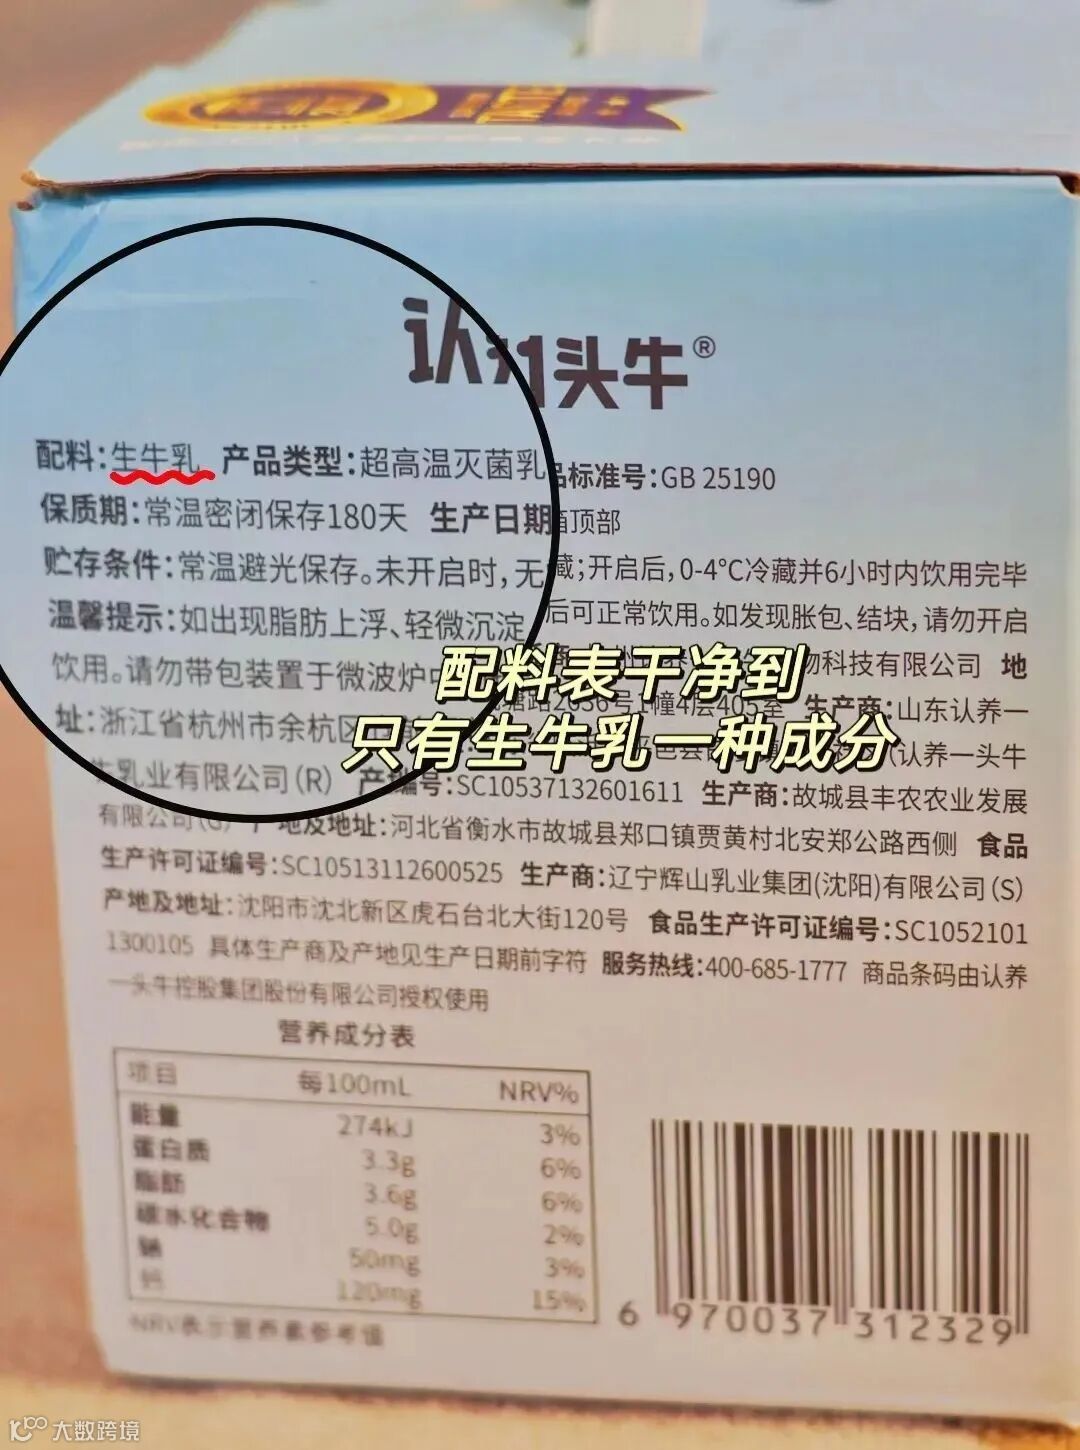 认养一头牛®
配料:生牛乳 产品类型:超高温灭菌乳 品标准号:GB 25190
保质期:常温密闭保存180天 生产日期 箱顶部
贮存条件:常温避光保存。未开启时,无 藏;开启后,0-4°C冷藏并6小时内饮用完毕
温馨提示:如出现脂肪上浮、轻微沉淀 后可正常饮用。如发现胀包、结块,请勿开启
饮用。请勿带包装置于微波炉中 物科技有限公司 地
配料表干净到
址:浙江省杭州市余杭区 塘路2036号1幢4层405室 生产商:山东认养一
只有生牛乳一种成分
(认养一头牛
牛乳业有限公司(R) 产 编号:SC10537132601611 生产商:故城县丰农农业发展
有限公司(G) 产地及地址:河北省衡水市故城县郑口镇贾黄村北安郑公路西侧 食品
生产许可证编号:SC10513112600525 生产商:辽宁辉山乳业集团(沈阳)有限公司(S)
产地及地址:沈阳市沈北新区虎石台北大街120号 食品生产许可证编号:SC1052101
1300105 具体生产商及产地见生产日期前字符 服务热线:400-685-1777 商品条码由认养
一头牛控股集团股份有限公司授权使用
营养成分表
项目 每100mL NRV%
能量 274kJ 3%
蛋白质 3.3g 6%
脂肪 3.6g 6%
碳水化合物 5.0g 2%
钠 50mg 3%
钙 120mg 15%
NRV表示营养素参考值
6 970037 312329
大数跨境